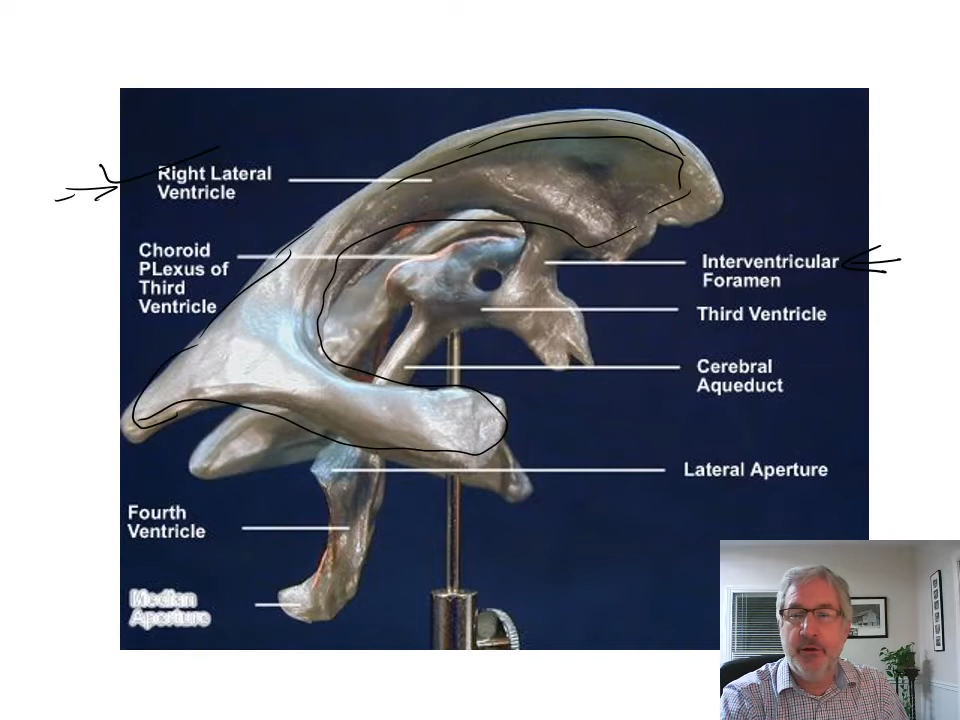 Right Lateral
Ventricle
Choroid
PLexus of
Third
Ventricle
Interventricular
Foramen
Third Ventricle
Cerebral
Aqueduct
Lateral Aperture
Fourth
Ventricle
Median
Aperture